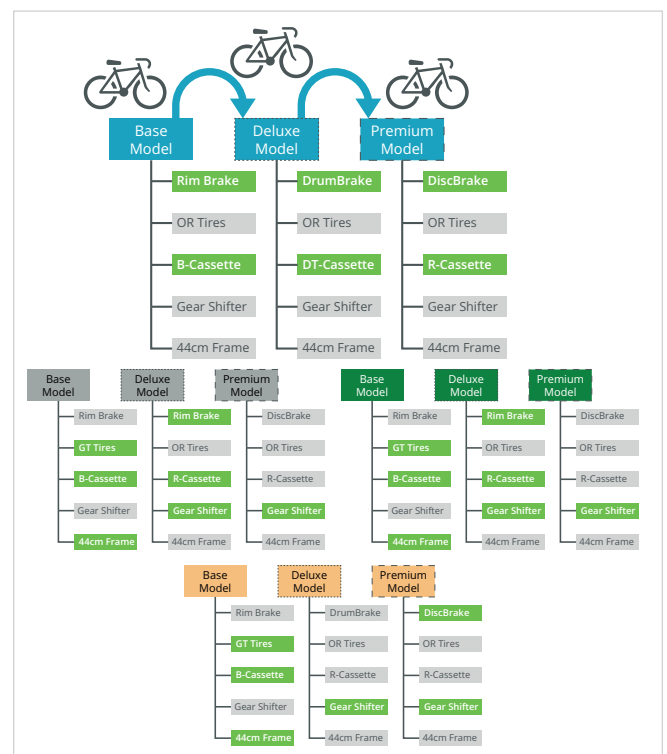 Base
Model
Deluxe
Model
Premium
Model
Rim Brake
DrumBrake
DiscBrake
OR Tires
OR Tires
OR Tires
B-Cassette
DT-Cassette
R-Cassette
Gear Shifter
Gear Shifter
Gear Shifter
44cm Frame
44cm Frame
44cm Frame
Base
Model
Deluxe
Model
Premium
Model
Rim Brake
Rim Brake
DiscBrake
GT Tires
OR Tires
OR Tires
B-Cassette
R-Cassette
R-Cassette
Gear Shifter
Gear Shifter
Gear Shifter
44cm Frame
44cm Frame
44cm Frame
Base
Model
Deluxe
Model
Premium
Model
Rim Brake
Rim Brake
DiscBrake
GT Tires
OR Tires
OR Tires
B-Cassette
R-Cassette
R-Cassette
Gear Shifter
Gear Shifter
Gear Shifter
44cm Frame
44cm Frame
44cm Frame
Base
Model
Deluxe
Model
Premium
Model
Rim Brake
DrumBrake
DiscBrake
GT Tires
OR Tires
OR Tires
B-Cassette
R-Cassette
R-Cassette
Gear Shifter
Gear Shifter
Gear Shifter
44cm Frame
44cm Frame
44cm Frame